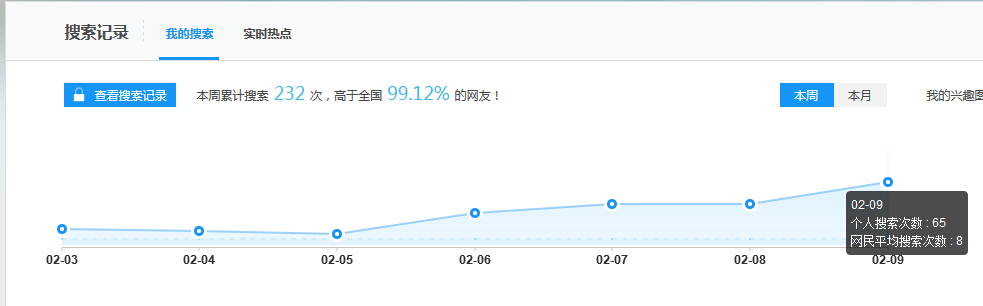 搜索记录 我的搜索 实时热点
查看搜索记录 本周累计搜索 232 次，高于全国 99.12% 的网友！ 本周 本月 我的兴趣图
02-09
个人搜索次数 : 65
网民平均搜索次数 : 8
02-03 02-04 02-05 02-06 02-07 02-08 02-09